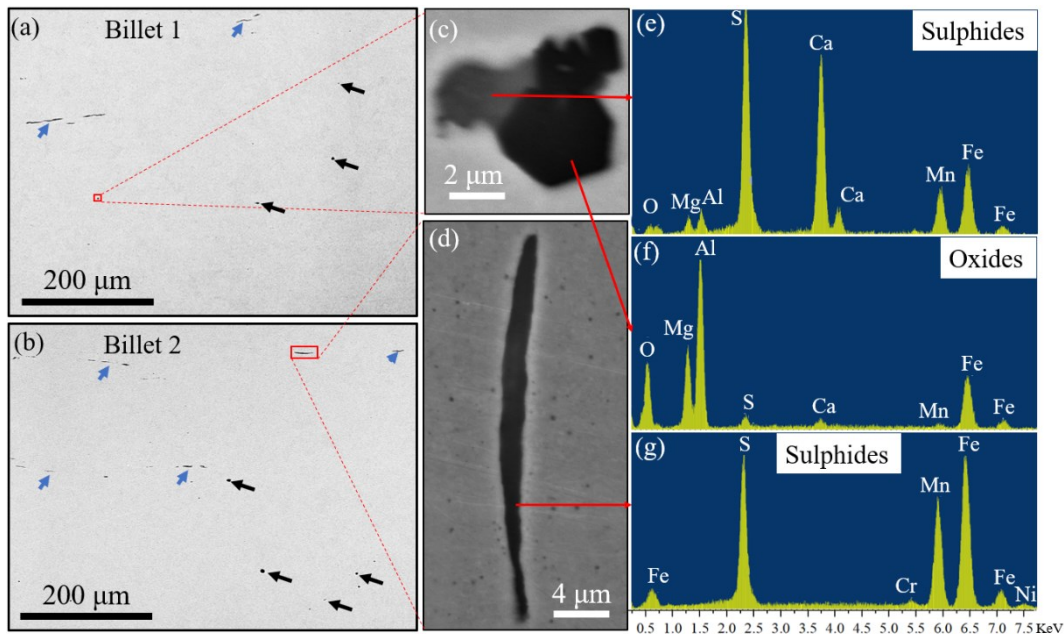 (a) Billet 1
200 μm
(b) Billet 2
200 μm
(c)
2 μm
(d)
4 μm
(e) Sulphides
S
Ca
O
Mg
Al
Ca
Mn
Fe
Fe
(f) Oxides
Al
Mg
O
S
Ca
Mn
Fe
Fe
(g) Sulphides
S
Fe
Mn
Fe
Cr
Fe
Ni
0.5 1.0 1.5 2.0 2.5 3.0 3.5 4.0 4.5 5.0 5.5 6.0 6.5 7.0 7.5 KeV